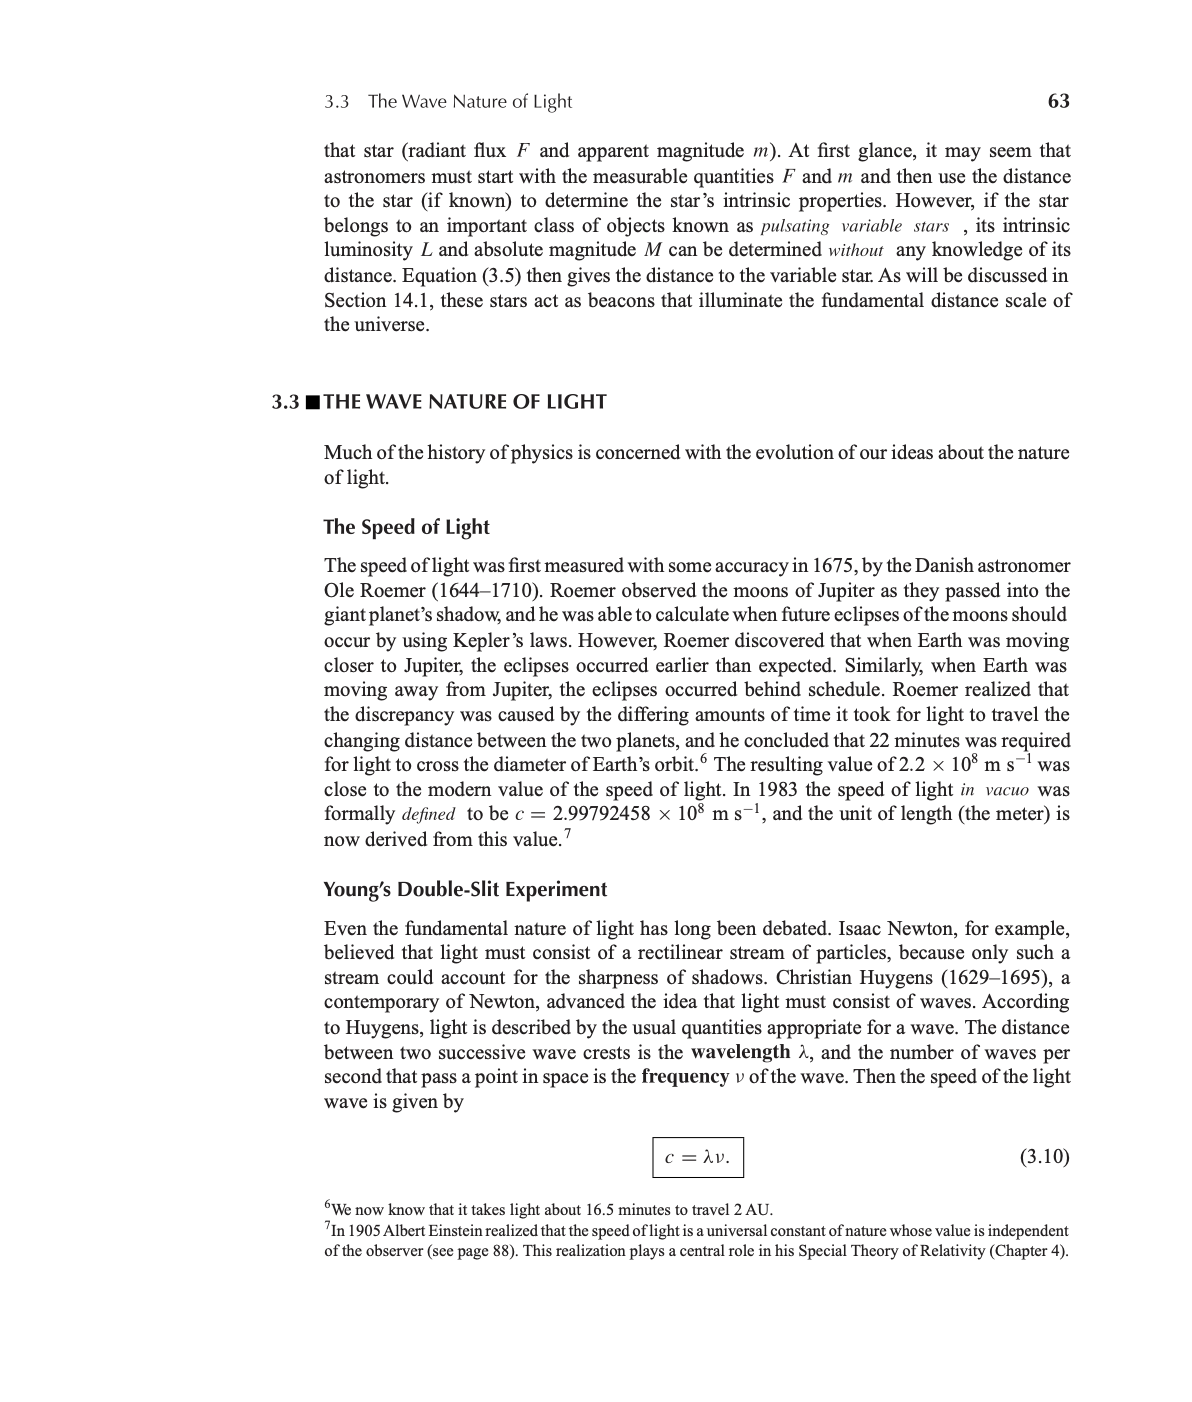 3.3 The Wave Nature of Light 63
that star (radiant flux F and apparent magnitude m). At first glance, it may seem that
astronomers must start with the measurable quantities F and m and then use the distance
to the star (if known) to determine the star's intrinsic properties. However, if the star
belongs to an important class of objects known as pulsating variable stars , its intrinsic
luminosity L and absolute magnitude M can be determined without any knowledge of its
distance. Equation (3.5) then gives the distance to the variable star. As will be discussed in
Section 14.1, these stars act as beacons that illuminate the fundamental distance scale of
the universe.
3.3 ■ THE WAVE NATURE OF LIGHT
Much of the history of physics is concerned with the evolution of our ideas about the nature
of light.
The Speed of Light
The speed of light was first measured with some accuracy in 1675, by the Danish astronomer
Ole Roemer (1644–1710). Roemer observed the moons of Jupiter as they passed into the
giant planet's shadow, and he was able to calculate when future eclipses of the moons should
occur by using Kepler's laws. However, Roemer discovered that when Earth was moving
closer to Jupiter, the eclipses occurred earlier than expected. Similarly, when Earth was
moving away from Jupiter, the eclipses occurred behind schedule. Roemer realized that
the discrepancy was caused by the differing amounts of time it took for light to travel the
changing distance between the two planets, and he concluded that 22 minutes was required
for light to cross the diameter of Earth's orbit.⁶ The resulting value of 2.2 × 10⁸ m s⁻¹ was
close to the modern value of the speed of light. In 1983 the speed of light in vacuo was
formally defined to be c = 2.99792458 × 10⁸ m s⁻¹, and the unit of length (the meter) is
now derived from this value.⁷
Young's Double-Slit Experiment
Even the fundamental nature of light has long been debated. Isaac Newton, for example,
believed that light must consist of a rectilinear stream of particles, because only such a
stream could account for the sharpness of shadows. Christian Huygens (1629–1695), a
contemporary of Newton, advanced the idea that light must consist of waves. According
to Huygens, light is described by the usual quantities appropriate for a wave. The distance
between two successive wave crests is the wavelength λ, and the number of waves per
second that pass a point in space is the frequency ν of the wave. Then the speed of the light
wave is given by
c = λν. (3.10)
⁶We now know that it takes light about 16.5 minutes to travel 2 AU.
⁷In 1905 Albert Einstein realized that the speed of light is a universal constant of nature whose value is independent
of the observer (see page 88). This realization plays a central role in his Special Theory of Relativity (Chapter 4).